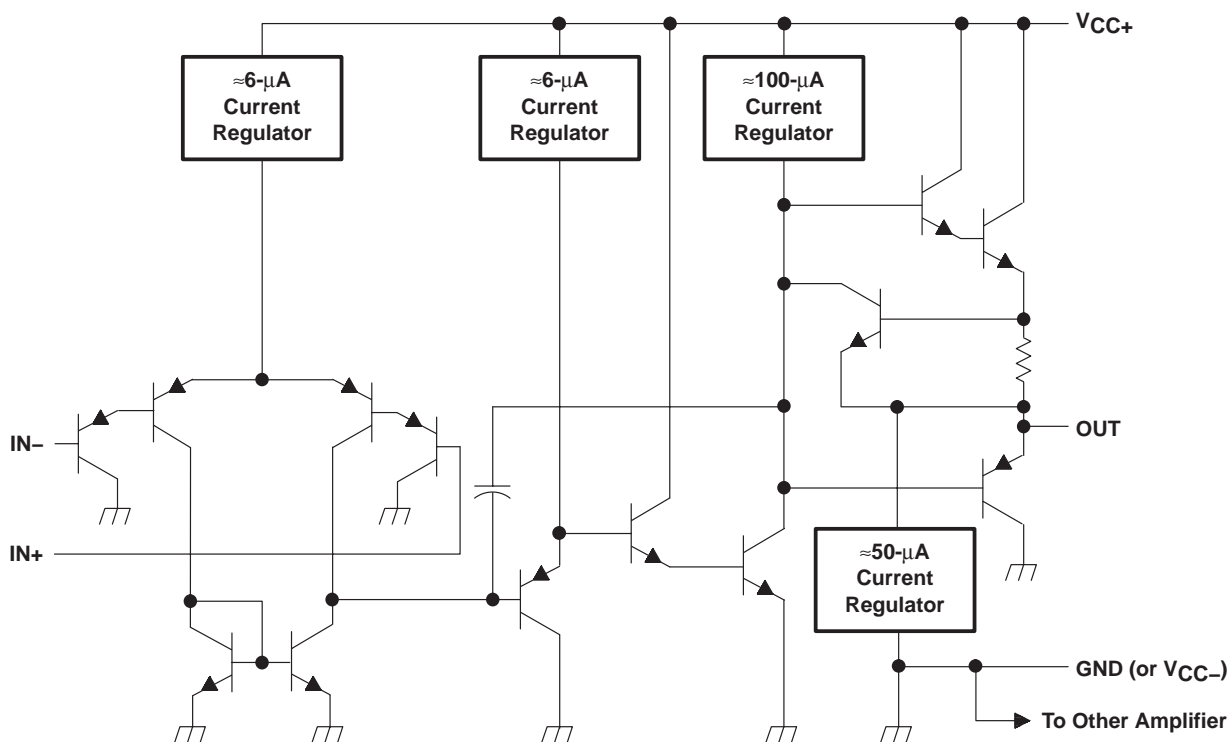 VCC+
≈6-μA
Current
Regulator
≈6-μA
Current
Regulator
≈100-μA
Current
Regulator
IN−
OUT
IN+
≈50-μA
Current
Regulator
GND (or VCC−)
To Other Amplifier